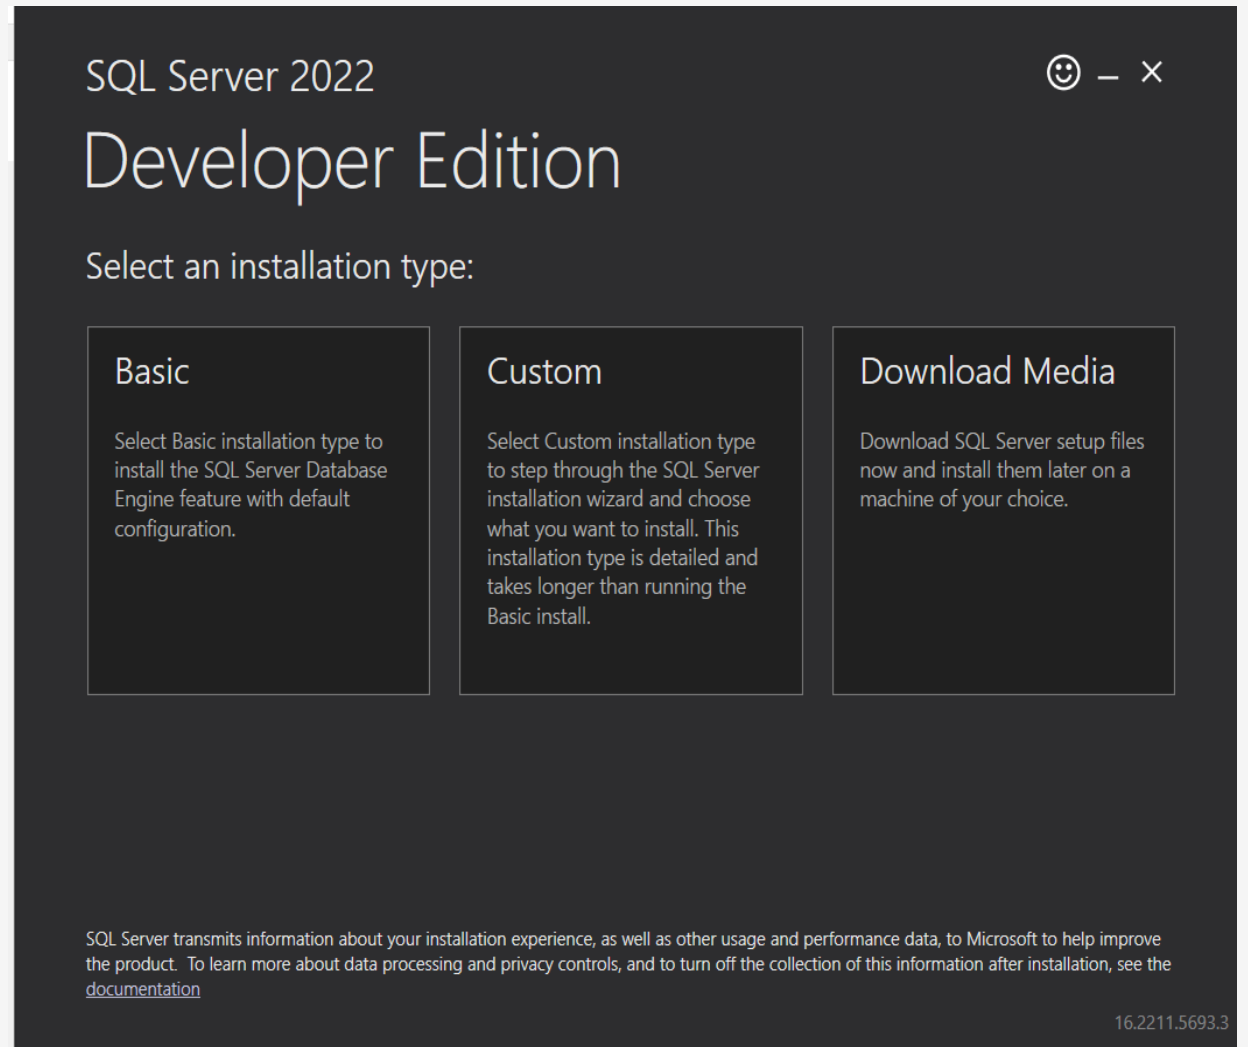 SQL Server 2022
Developer Edition
Select an installation type:
Basic
Select Basic installation type to
install the SQL Server Database
Engine feature with default
configuration.
Custom
Select Custom installation type
to step through the SQL Server
installation wizard and choose
what you want to install. This
installation type is detailed and
takes longer than running the
Basic install.
Download Media
Download SQL Server setup files
now and install them later on a
machine of your choice.
SQL Server transmits information about your installation experience, as well as other usage and performance data, to Microsoft to help improve
the product.  To learn more about data processing and privacy controls, and to turn off the collection of this information after installation, see the
documentation
16.2211.5693.3